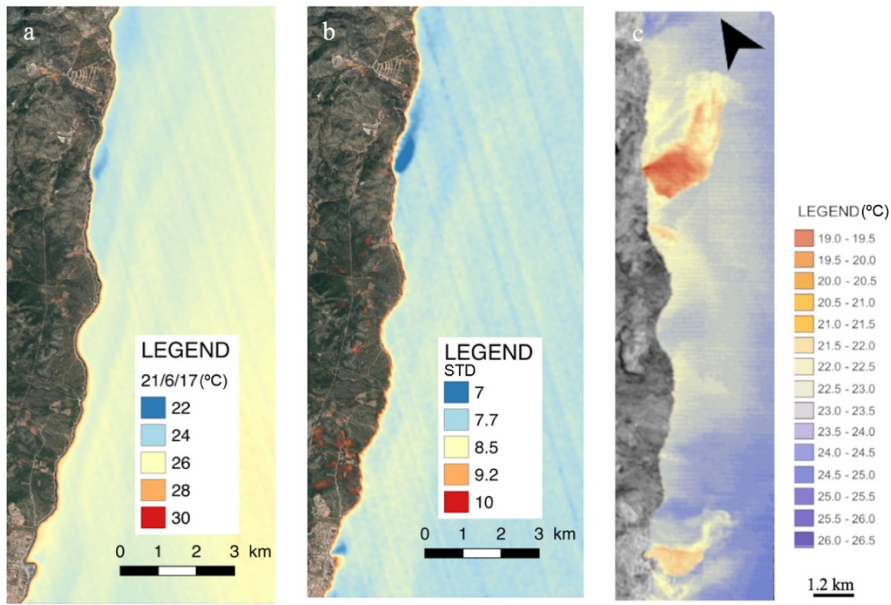 a
b
c
LEGEND
21/6/17 (ºC)
22
24
26
28
30
0 1 2 3 km
LEGEND
STD
7
7.7
8.5
9.2
10
0 1 2 3 km
LEGEND (ºC)
19.0 - 19.5
19.5 - 20.0
20.0 - 20.5
20.5 - 21.0
21.0 - 21.5
21.5 - 22.0
22.0 - 22.5
22.5 - 23.0
23.0 - 23.5
23.5 - 24.0
24.0 - 24.5
24.5 - 25.0
25.0 - 25.5
25.5 - 26.0
26.0 - 26.5
1.2 km